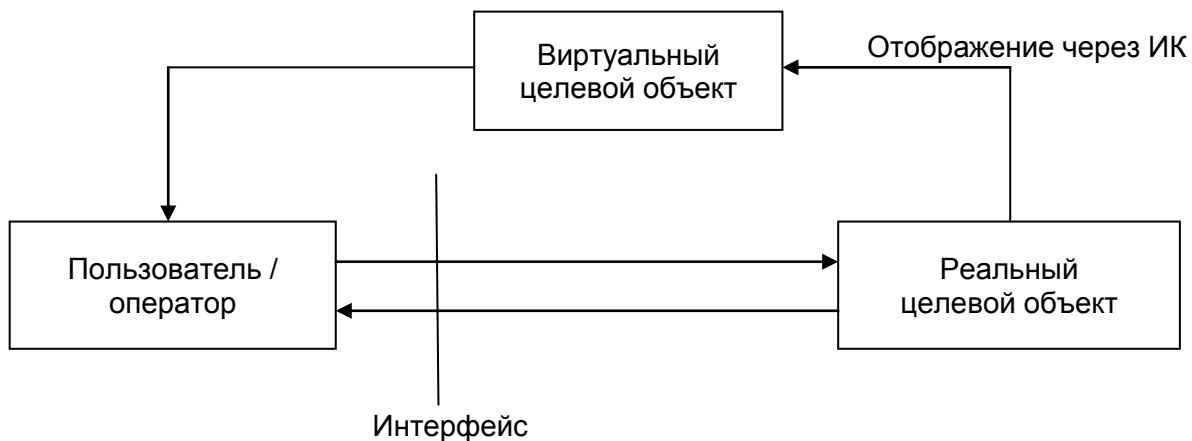 Виртуальный
целевой объект
Отображение через ИК
Пользователь /
оператор
Реальный
целевой объект
Интерфейс